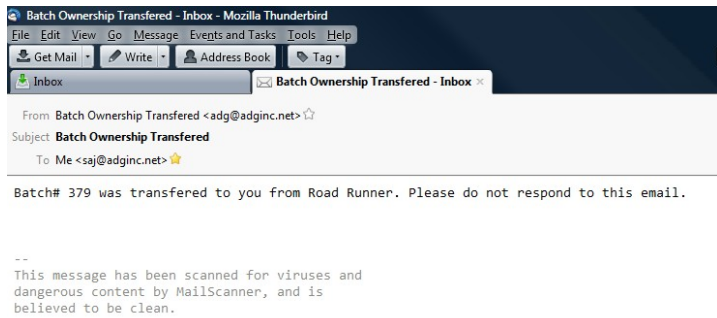 Batch Ownership Transfered - Inbox - Mozilla Thunderbird
File Edit View Go Message Events and Tasks Tools Help
Get Mail Write Address Book Tag
Inbox Batch Ownership Transfered - Inbox
From Batch Ownership Transfered <adg@adginc.net>
Subject Batch Ownership Transfered
To Me <saj@adginc.net>
Batch# 379 was transfered to you from Road Runner. Please do not respond to this email.
--
This message has been scanned for viruses and
dangerous content by MailScanner, and is
believed to be clean.